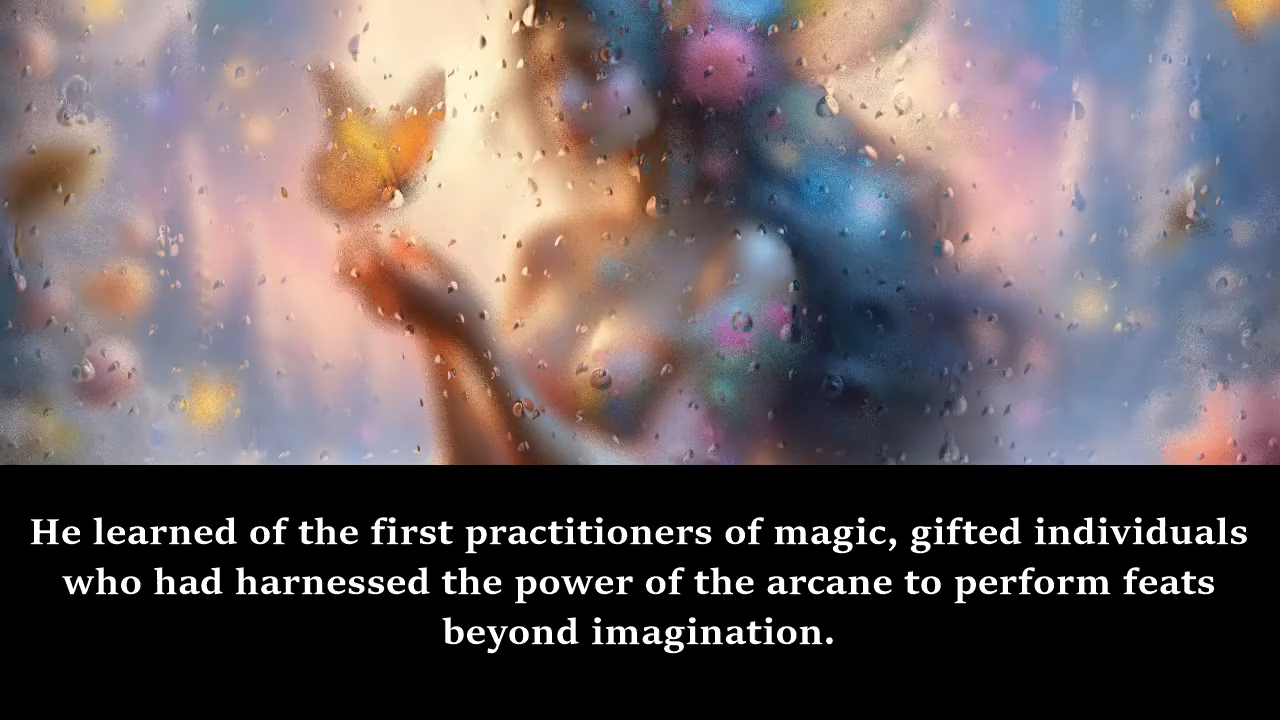 He learned of the first practitioners of magic, gifted individuals
who had harnessed the power of the arcane to perform feats
beyond imagination.